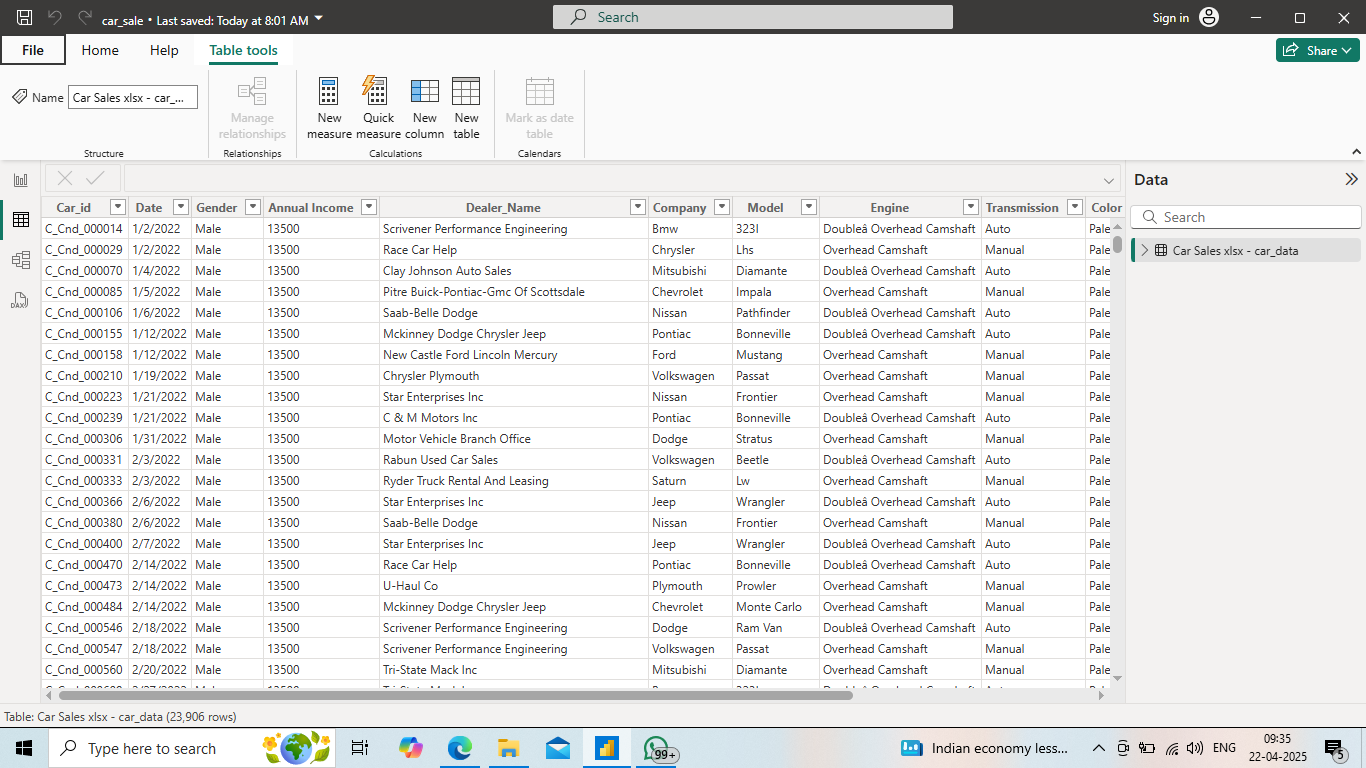 car_sale • Last saved: Today at 8:01 AM
Search
Sign in
File Home Help Table tools
Share
Name Car Sales xlsx - car_...
Manage relationships
New measure
Quick measure
New column
New table
Mark as date table
Structure Relationships Calculations Calendars
Car_id Date Gender Annual Income Dealer_Name Company Model Engine Transmission Color
C_Cnd_000014 1/2/2022 Male 13500 Scrivener Performance Engineering Bmw 323I Doubleâ Overhead Camshaft Auto Pale
C_Cnd_000029 1/2/2022 Male 13500 Race Car Help Chrysler Lhs Overhead Camshaft Manual Pale
C_Cnd_000070 1/4/2022 Male 13500 Clay Johnson Auto Sales Mitsubishi Diamante Doubleâ Overhead Camshaft Auto Pale
C_Cnd_000085 1/5/2022 Male 13500 Pitre Buick-Pontiac-Gmc Of Scottsdale Chevrolet Impala Overhead Camshaft Manual Pale
C_Cnd_000106 1/6/2022 Male 13500 Saab-Belle Dodge Nissan Pathfinder Doubleâ Overhead Camshaft Auto Pale
C_Cnd_000155 1/12/2022 Male 13500 Mckinney Dodge Chrysler Jeep Pontiac Bonneville Doubleâ Overhead Camshaft Auto Pale
C_Cnd_000158 1/12/2022 Male 13500 New Castle Ford Lincoln Mercury Ford Mustang Overhead Camshaft Manual Pale
C_Cnd_000210 1/19/2022 Male 13500 Chrysler Plymouth Volkswagen Passat Overhead Camshaft Manual Pale
C_Cnd_000223 1/21/2022 Male 13500 Star Enterprises Inc Nissan Frontier Overhead Camshaft Manual Pale
C_Cnd_000239 1/21/2022 Male 13500 C & M Motors Inc Pontiac Bonneville Doubleâ Overhead Camshaft Auto Pale
C_Cnd_000306 1/31/2022 Male 13500 Motor Vehicle Branch Office Dodge Stratus Overhead Camshaft Manual Pale
C_Cnd_000331 2/3/2022 Male 13500 Rabun Used Car Sales Volkswagen Beetle Doubleâ Overhead Camshaft Auto Pale
C_Cnd_000333 2/3/2022 Male 13500 Ryder Truck Rental And Leasing Saturn Lw Overhead Camshaft Manual Pale
C_Cnd_000366 2/6/2022 Male 13500 Star Enterprises Inc Jeep Wrangler Doubleâ Overhead Camshaft Auto Pale
C_Cnd_000380 2/6/2022 Male 13500 Saab-Belle Dodge Nissan Frontier Overhead Camshaft Manual Pale
C_Cnd_000400 2/7/2022 Male 13500 Star Enterprises Inc Jeep Wrangler Doubleâ Overhead Camshaft Auto Pale
C_Cnd_000470 2/14/2022 Male 13500 Race Car Help Pontiac Bonneville Doubleâ Overhead Camshaft Auto Pale
C_Cnd_000473 2/14/2022 Male 13500 U-Haul Co Plymouth Prowler Overhead Camshaft Manual Pale
C_Cnd_000484 2/14/2022 Male 13500 Mckinney Dodge Chrysler Jeep Chevrolet Monte Carlo Overhead Camshaft Manual Pale
C_Cnd_000546 2/18/2022 Male 13500 Scrivener Performance Engineering Dodge Ram Van Doubleâ Overhead Camshaft Auto Pale
C_Cnd_000547 2/18/2022 Male 13500 Scrivener Performance Engineering Volkswagen Passat Overhead Camshaft Manual Pale
C_Cnd_000560 2/20/2022 Male 13500 Tri-State Mack Inc Mitsubishi Diamante Overhead Camshaft Manual Pale
Data
Search
Car Sales xlsx - car_data
DAX
Table: Car Sales xlsx - car_data (23,906 rows)
Type here to search
99+
Indian economy less...
ENG
09:35
22-04-2025
5